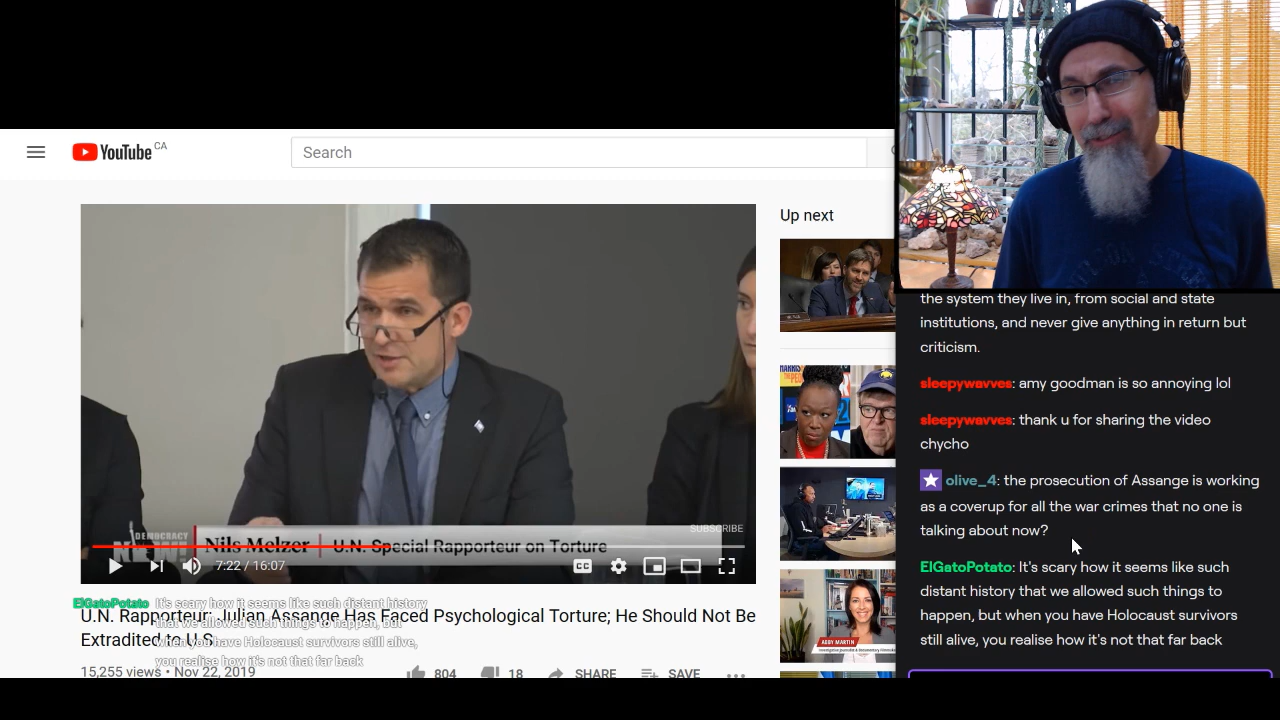 YouTube CA
Search
Up next
DEMOCRACY
Nils Melzer | U.N. Special Rapporteur on Torture
SUBSCRIBE
7:22 / 16:07
CC
ElGatoPotato It's scary how it seems like such distant history
that we allowed such things to happen, but
when you have Holocaust survivors still alive,
you realise how it's not that far back
U.N. Rapporteur: Julian Assange Has Faced Psychological Torture; He Should Not Be
Extradited to U.S.
15,255 views • Nov 22, 2019
804
18
SHARE
SAVE
ABBY MARTIN
the system they live in, from social and state
institutions, and never give anything in return but
criticism.
sleepywavves: amy goodman is so annoying lol
sleepywavves: thank u for sharing the video
chycho
olive_4: the prosecution of Assange is working
as a coverup for all the war crimes that no one is
talking about now?
ElGatoPotato: It's scary how it seems like such
distant history that we allowed such things to
happen, but when you have Holocaust survivors
still alive, you realise how it's not that far back